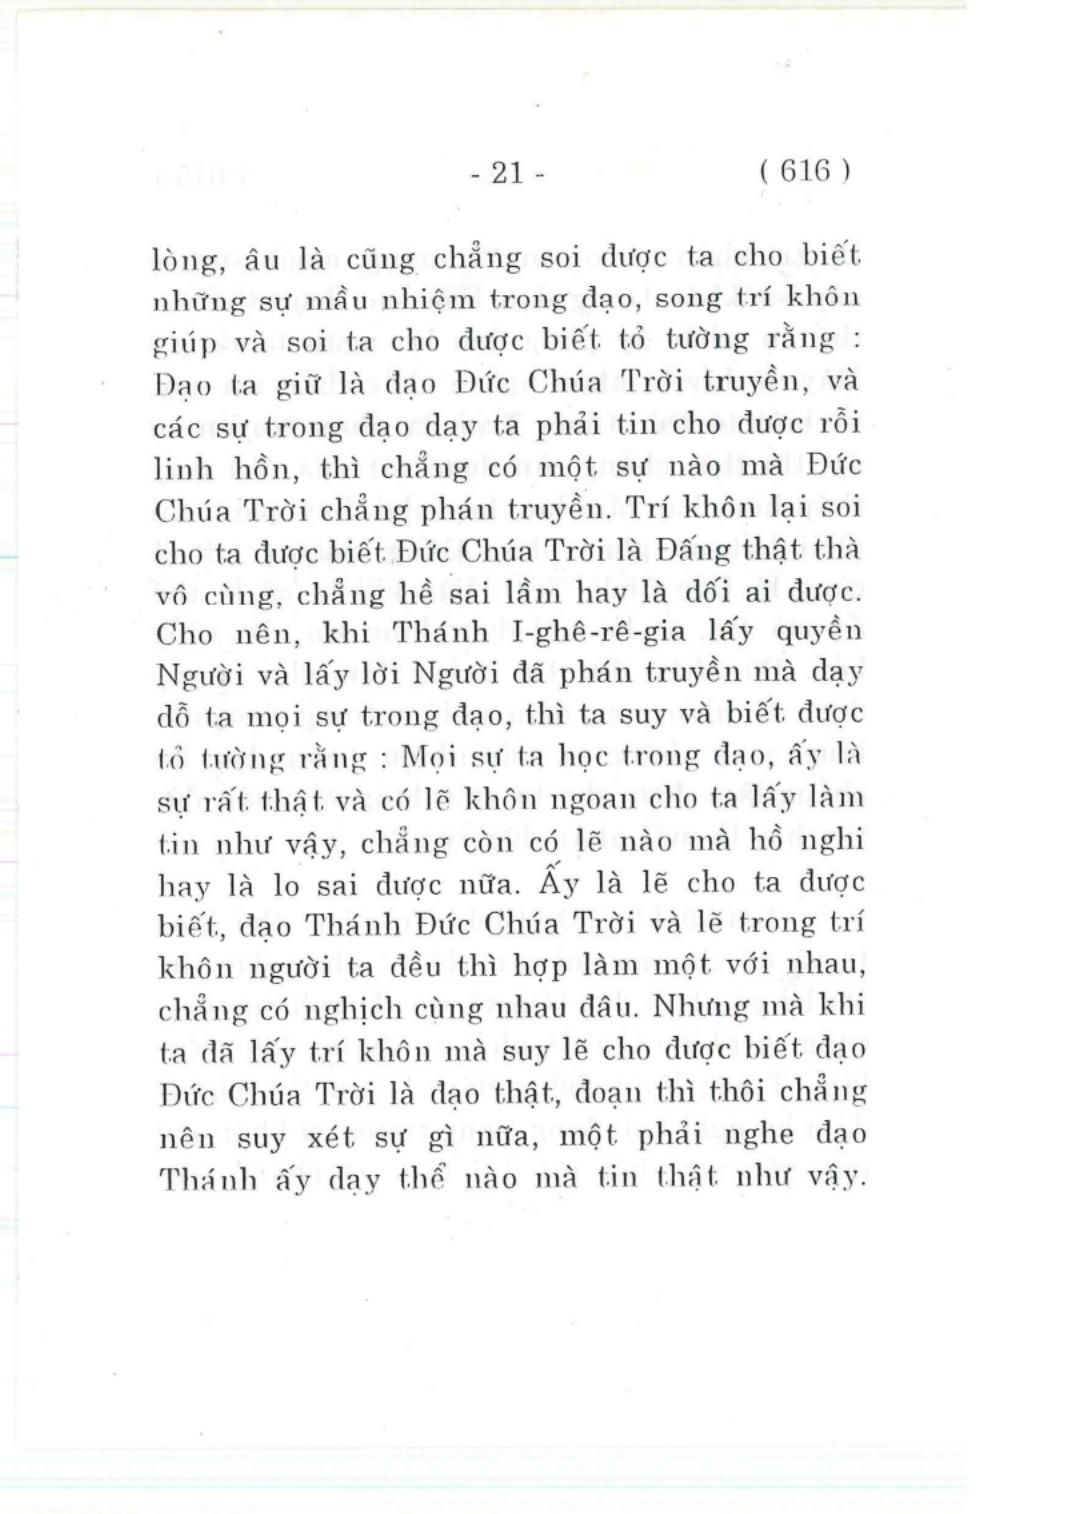 - 21 -
( 616 )
lòng, âu là cũng chẳng soi được ta cho biết
những sự mầu nhiệm trong đạo, song trí khôn
giúp và soi ta cho được biết tỏ tường rằng :
Đạo ta giữ là đạo Đức Chúa Trời truyền, và
các sự trong đạo dạy ta phải tin cho được rỗi
linh hồn, thì chẳng có một sự nào mà Đức
Chúa Trời chẳng phán truyền. Trí khôn lại soi
cho ta được biết Đức Chúa Trời là Đấng thật thà
vô cùng, chẳng hề sai lầm hay là dối ai được.
Cho nên, khi Thánh I-ghê-rê-gia lấy quyền
Người và lấy lời Người đã phán truyền mà dạy
dỗ ta mọi sự trong đạo, thì ta suy và biết được
tỏ tường rằng : Mọi sự ta học trong đạo, ấy là
sự rất thật và có lẽ khôn ngoan cho ta lấy làm
tin như vậy, chẳng còn có lẽ nào mà hồ nghi
hay là lo sai được nữa. Ấy là lẽ cho ta được
biết, đạo Thánh Đức Chúa Trời và lẽ trong trí
khôn người ta đều thì hợp làm một với nhau,
chẳng có nghịch cùng nhau đâu. Nhưng mà khi
ta đã lấy trí khôn mà suy lẽ cho được biết đạo
Đức Chúa Trời là đạo thật, đoạn thì thôi chẳng
nên suy xét sự gì nữa, một phải nghe đạo
Thánh ấy dạy thể nào mà tin thật như vậy.